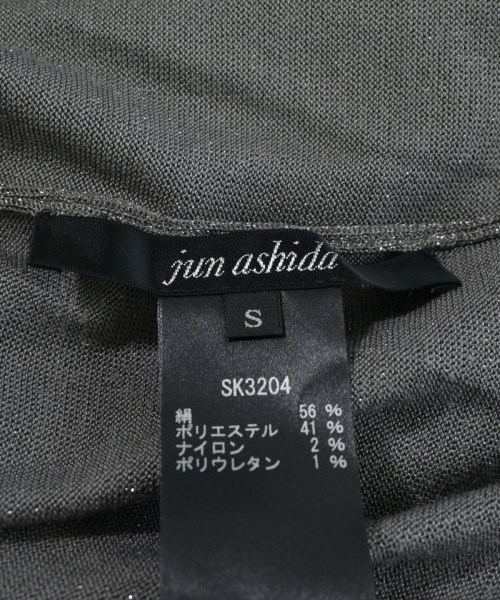 jun ashida
S
SK3204
絹 56 %
ポリエステル 41 %
ナイロン 2 %
ポリウレタン 1 %